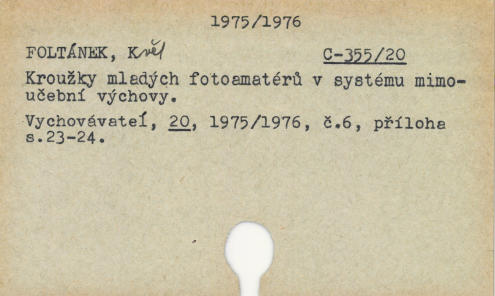 1975/1976
FOLTÁNEK, Květ C-355/20
Kroužky mladých fotoamatérů v systému mimo-
učební výchovy.
Vychovávateľ, 20, 1975/1976, č.6, příloha
s.23-24.